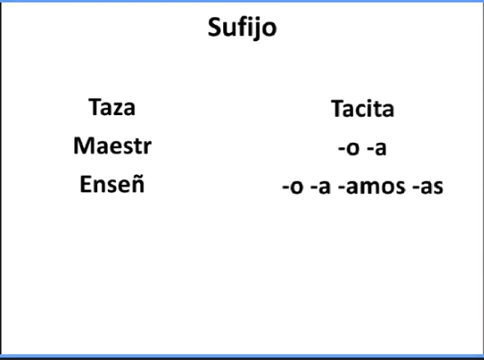 Sufijo
Taza Tacita
Maestr -o -a
Enseñ -o -a -amos -as